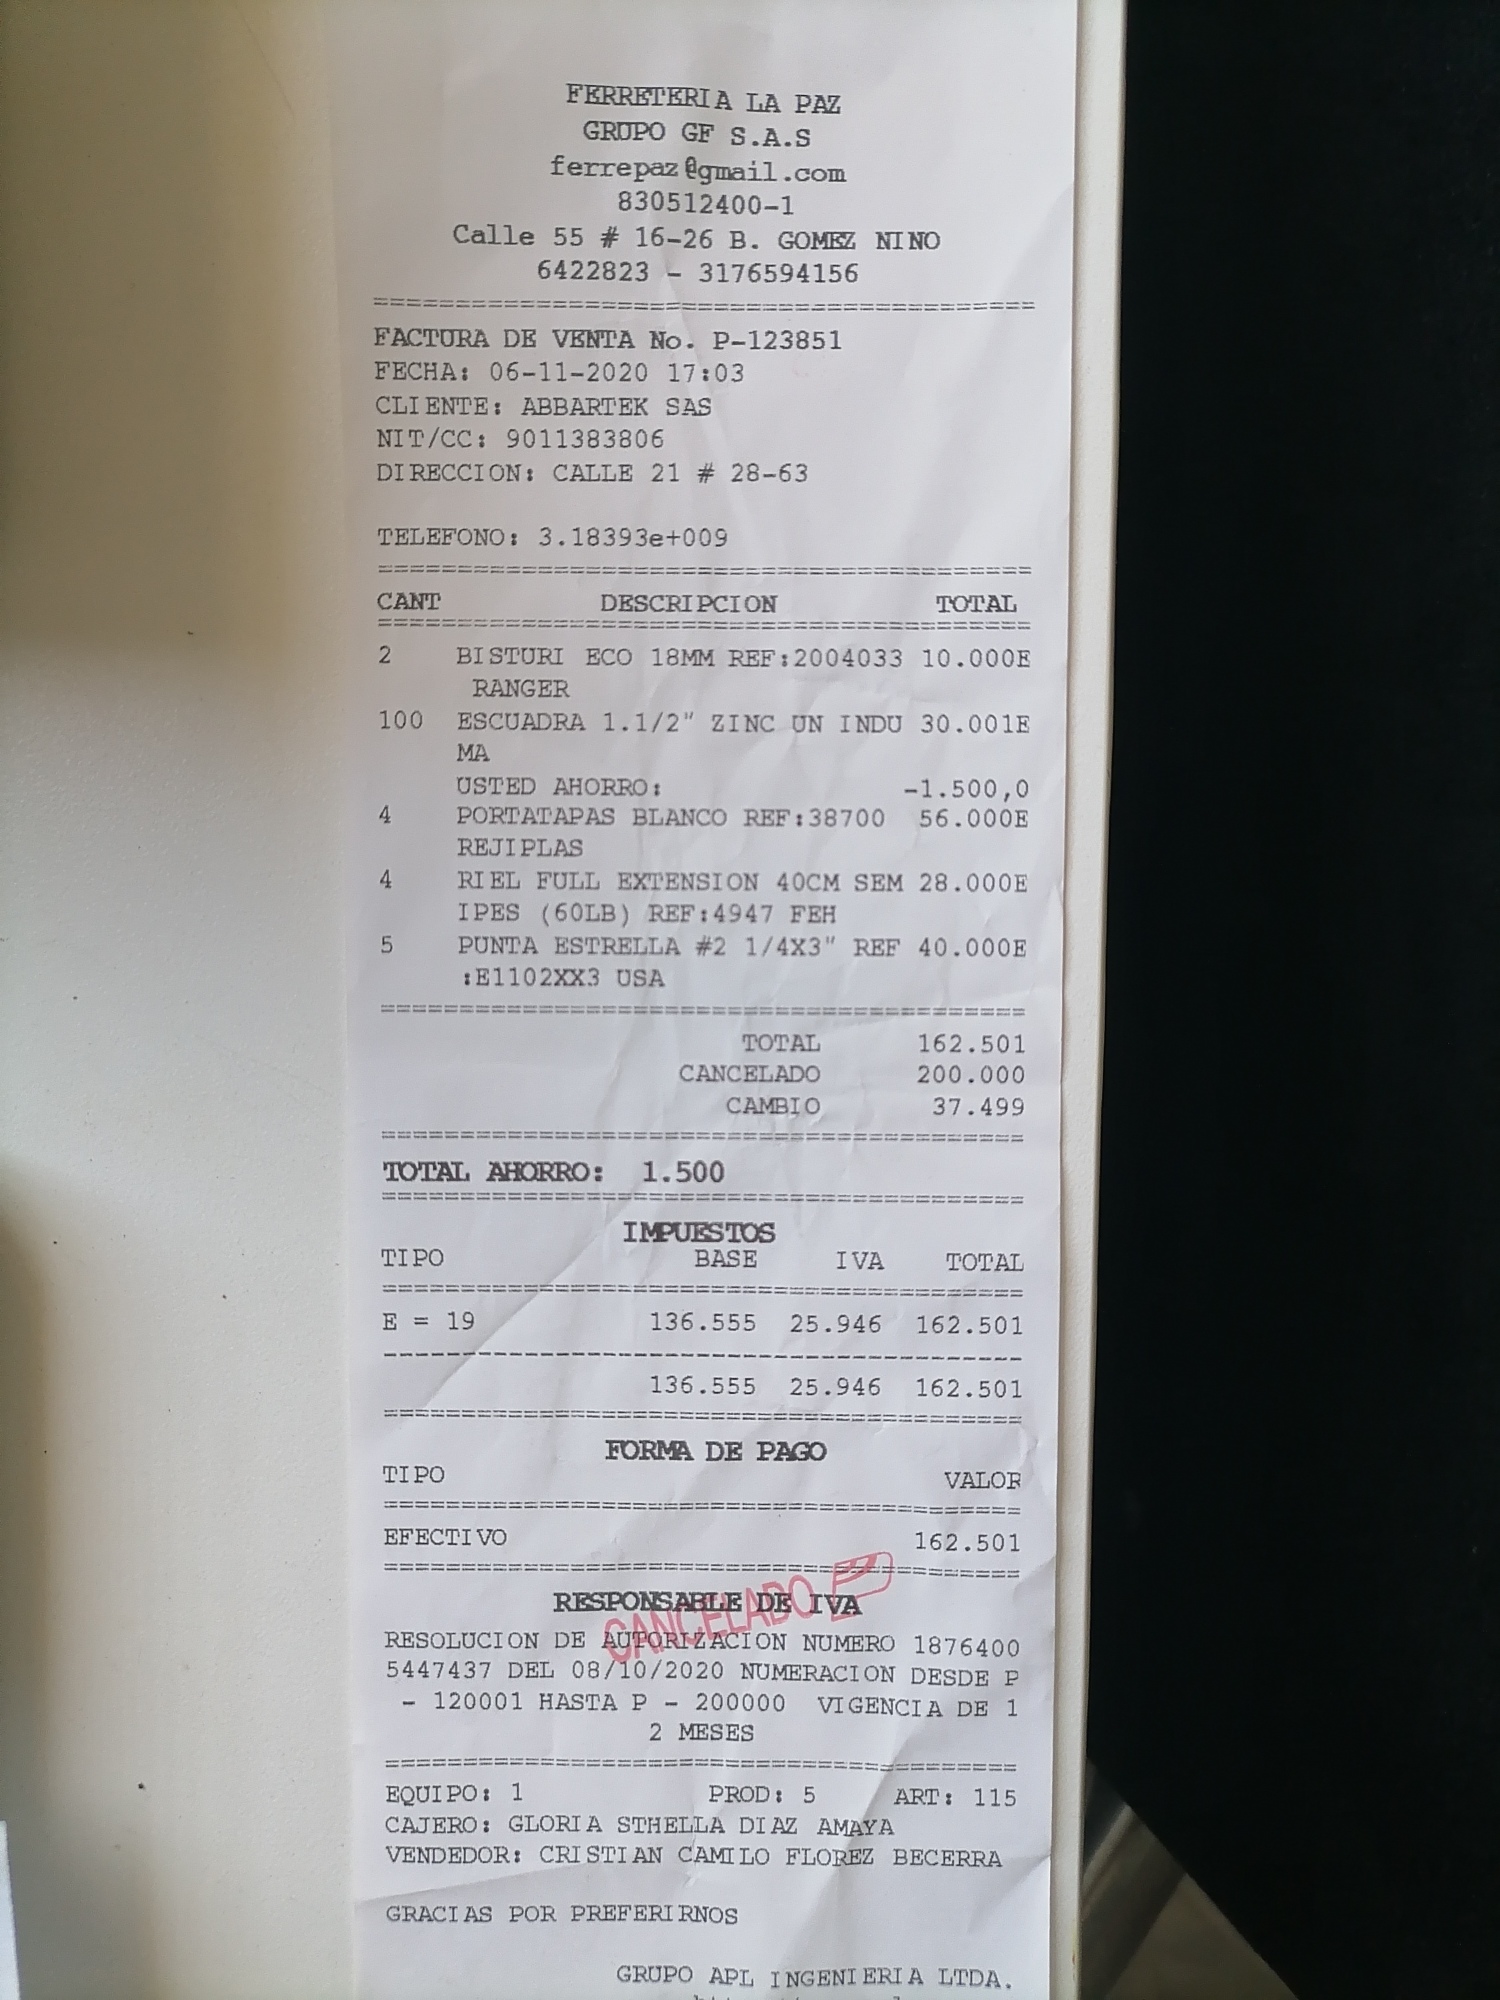 FERRETERIA LA PAZ
GRUPO GF S.A.S
ferrepaz@gmail.com
830512400-1
Calle 55 # 16-26 B. GOMEZ NINO
6422823 - 3176594156
=========================================
FACTURA DE VENTA No. P-123851
FECHA: 06-11-2020 17:03
CLIENTE: ABBARTEK SAS
NIT/CC: 9011383806
DIRECCION: CALLE 21 # 28-63
TELEFONO: 3.18393e+009
=========================================
CANT DESCRIPCION TOTAL
=========================================
2 BISTURI ECO 18MM REF:2004033 10.000E
RANGER
100 ESCUADRA 1.1/2" ZINC UN INDU 30.001E
MA
USTED AHORRO: -1.500,0
4 PORTATAPAS BLANCO REF:38700 56.000E
REJIPLAS
4 RIEL FULL EXTENSION 40CM SEM 28.000E
IPES (60LB) REF:4947 FEH
5 PUNTA ESTRELLA #2 1/4X3" REF 40.000E
:E1102XX3 USA
=========================================
TOTAL 162.501
CANCELADO 200.000
CAMBIO 37.499
=========================================
TOTAL AHORRO: 1.500
=========================================
IMPUESTOS
TIPO BASE IVA TOTAL
=========================================
E = 19 136.555 25.946 162.501
-----------------------------------------
136.555 25.946 162.501
=========================================
FORMA DE PAGO
TIPO VALOR
=========================================
EFECTIVO 162.501
=========================================
RESPONSABLE DE IVA
CANCELADO
RESOLUCION DE AUTORIZACION NUMERO 1876400
5447437 DEL 08/10/2020 NUMERACION DESDE P
- 120001 HASTA P - 200000 VIGENCIA DE 1
2 MESES
=========================================
EQUIPO: 1 PROD: 5 ART: 115
CAJERO: GLORIA STHELLA DIAZ AMAYA
VENDEDOR: CRISTIAN CAMILO FLOREZ BECERRA
GRACIAS POR PREFERIRNOS
GRUPO APL INGENIERIA LTDA.